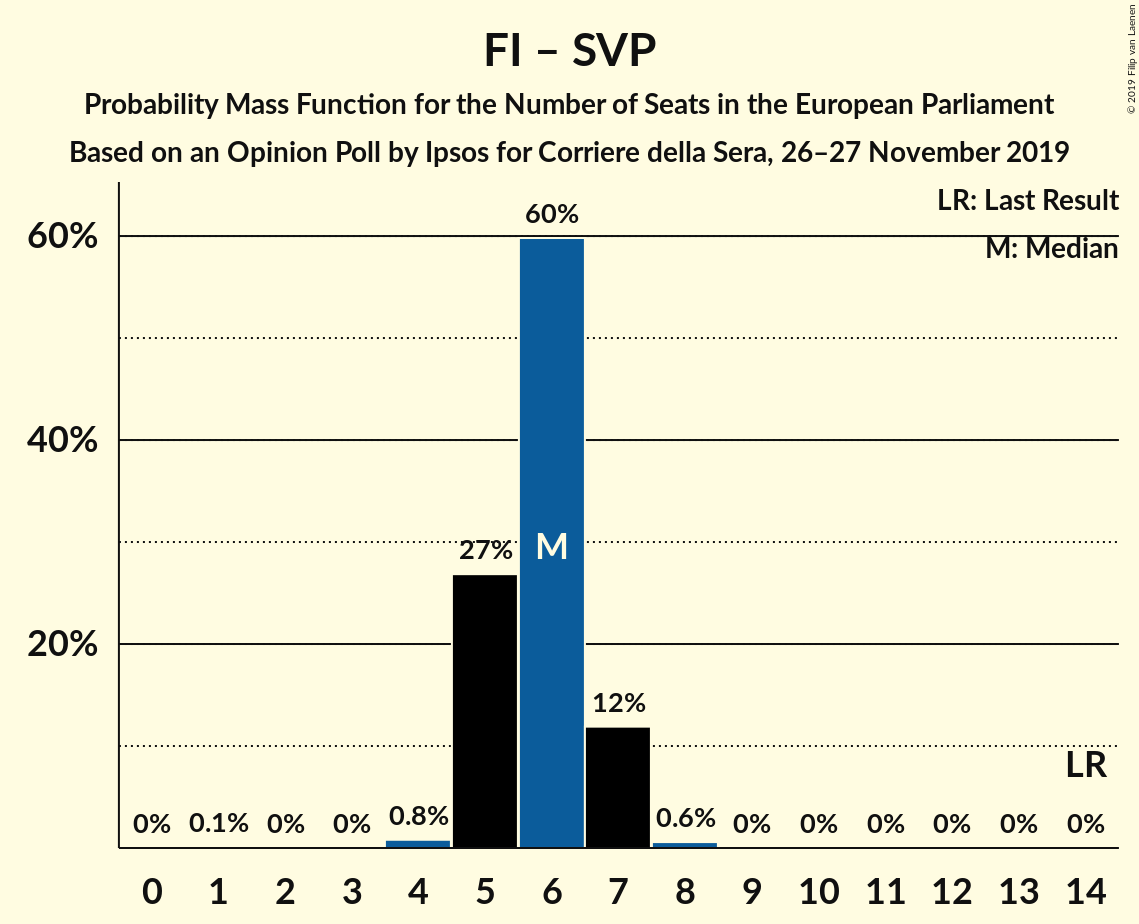 FI – SVP
Probability Mass Function for the Number of Seats in the European Parliament
Based on an Opinion Poll by Ipsos for Corriere della Sera, 26–27 November 2019
© 2019 Filip van Laenen
LR: Last Result
M: Median
60%
40%
20%
0% 0.1% 0% 0% 0.8% 27% 60% 12% 0.6% 0% 0% 0% 0% 0% 0%
M
LR
0 1 2 3 4 5 6 7 8 9 10 11 12 13 14